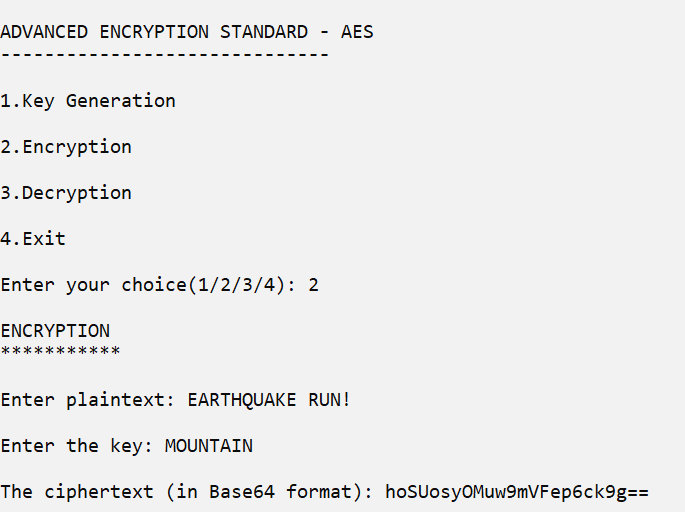 ADVANCED ENCRYPTION STANDARD - AES
------------------------------
1.Key Generation
2.Encryption
3.Decryption
4.Exit
Enter your choice(1/2/3/4): 2
ENCRYPTION
***********
Enter plaintext: EARTHQUAKE RUN!
Enter the key: MOUNTAIN
The ciphertext (in Base64 format): hoSUosyOMuw9mVFep6ck9g==